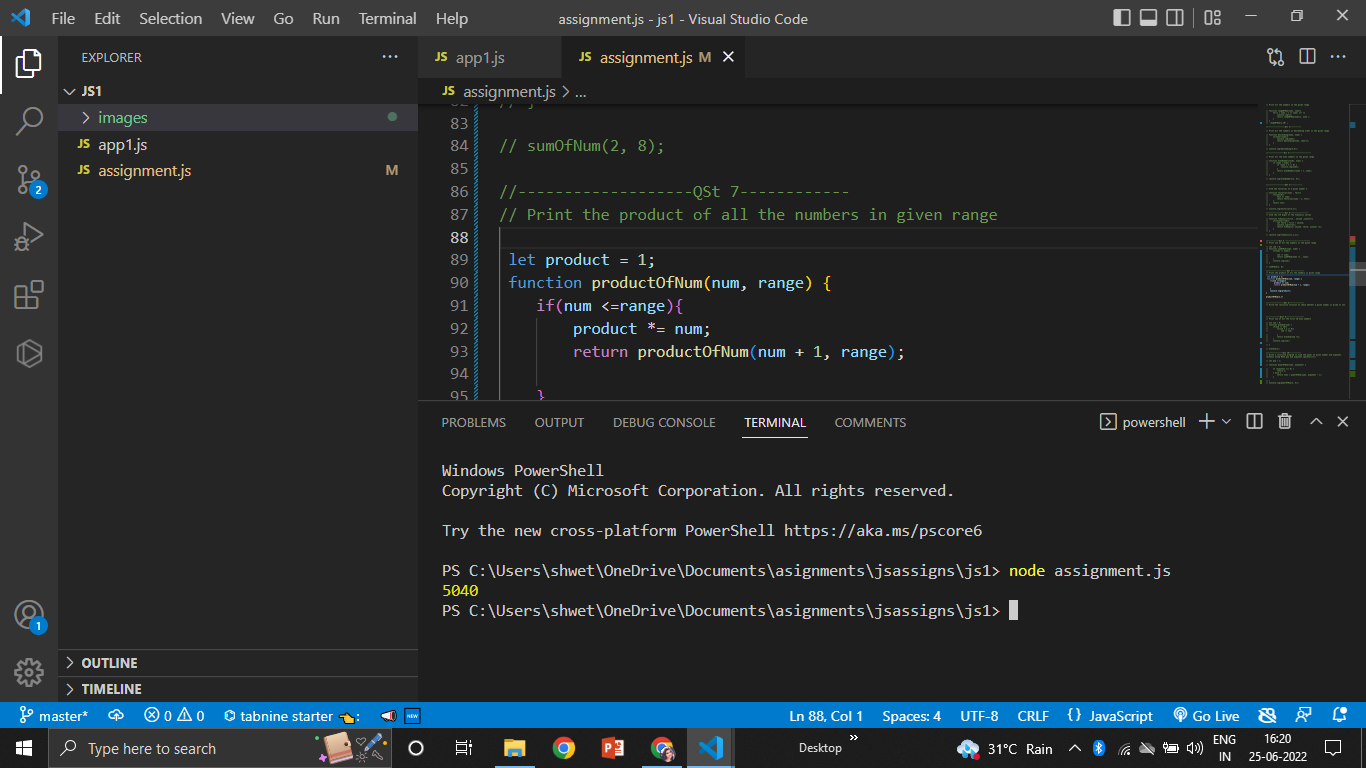 File Edit Selection View Go Run Terminal Help assignment.js - js1 - Visual Studio Code
EXPLORER ···
JS app1.js JS assignment.js M
JS1
JS assignment.js > ...
images
JS app1.js
JS assignment.js M
83
84 // sumOfNum(2, 8);
85
86 //-------------------QSt 7------------
87 // Print the product of all the numbers in given range
88
89 let product = 1;
90 function productOfNum(num, range) {
91 if(num <=range){
92 product *= num;
93 return productOfNum(num + 1, range);
94
95 }
2
1
OUTLINE
TIMELINE
PROBLEMS OUTPUT DEBUG CONSOLE TERMINAL COMMENTS powershell
Windows PowerShell
Copyright (C) Microsoft Corporation. All rights reserved.
Try the new cross-platform PowerShell https://aka.ms/pscore6
PS C:\Users\shwet\OneDrive\Documents\asignments\jsassigns\js1> node assignment.js
5040
PS C:\Users\shwet\OneDrive\Documents\asignments\jsassigns\js1>
master* 0 0 tabnine starter : NEW Ln 88, Col 1 Spaces: 4 UTF-8 CRLF {} JavaScript Go Live
Type here to search Desktop » 31°C Rain ENG IN 16:20 25-06-2022